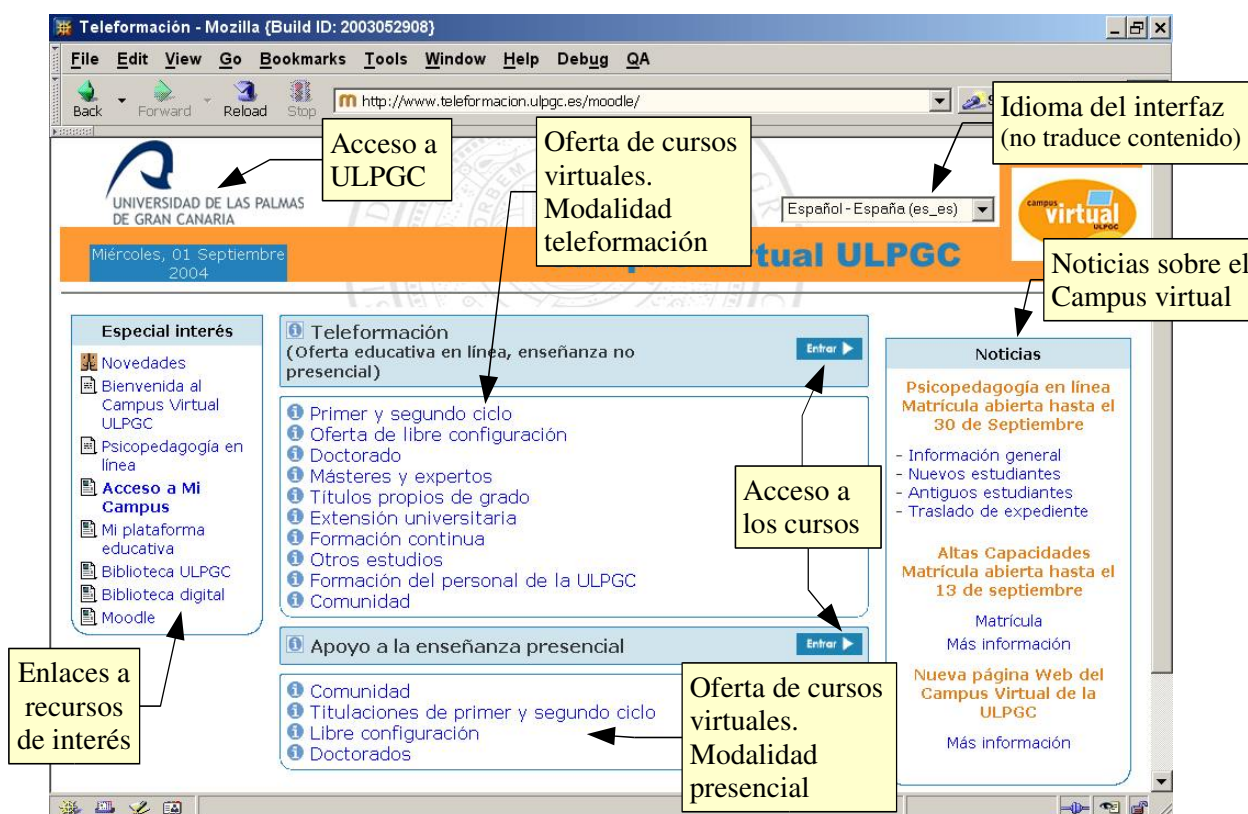 Teleformación - Mozilla {Build ID: 2003052908}
File Edit View Go Bookmarks Tools Window Help Debug QA
Back Forward Reload Stop http://www.teleformacion.ulpgc.es/moodle/
Idioma del interfaz
(no traduce contenido)
Acceso a
ULPGC
Oferta de cursos
virtuales.
Modalidad
teleformación
UNIVERSIDAD DE LAS PALMAS
DE GRAN CANARIA
Español - España (es_es)
campus
virtual
ULPGC
Miércoles, 01 Septiembre
2004
ULPGC
Noticias sobre el
Campus virtual
Especial interés
Novedades
Bienvenida al
Campus Virtual
ULPGC
Psicopedagogía en
línea
Acceso a Mi
Campus
Mi plataforma
educativa
Biblioteca ULPGC
Biblioteca digital
Moodle
Enlaces a
recursos
de interés
Teleformación
(Oferta educativa en línea, enseñanza no
presencial)
Entrar
Primer y segundo ciclo
Oferta de libre configuración
Doctorado
Másteres y expertos
Títulos propios de grado
Extensión universitaria
Formación continua
Otros estudios
Formación del personal de la ULPGC
Comunidad
Acceso a
los cursos
Apoyo a la enseñanza presencial
Entrar
Comunidad
Titulaciones de primer y segundo ciclo
Libre configuración
Doctorados
Oferta de cursos
virtuales.
Modalidad
presencial
Noticias
Psicopedagogía en línea
Matrícula abierta hasta el
30 de Septiembre
- Información general
- Nuevos estudiantes
- Antiguos estudiantes
- Traslado de expediente
Altas Capacidades
Matrícula abierta hasta el
13 de septiembre
Matrícula
Más información
Nueva página Web del
Campus Virtual de la
ULPGC
Más información